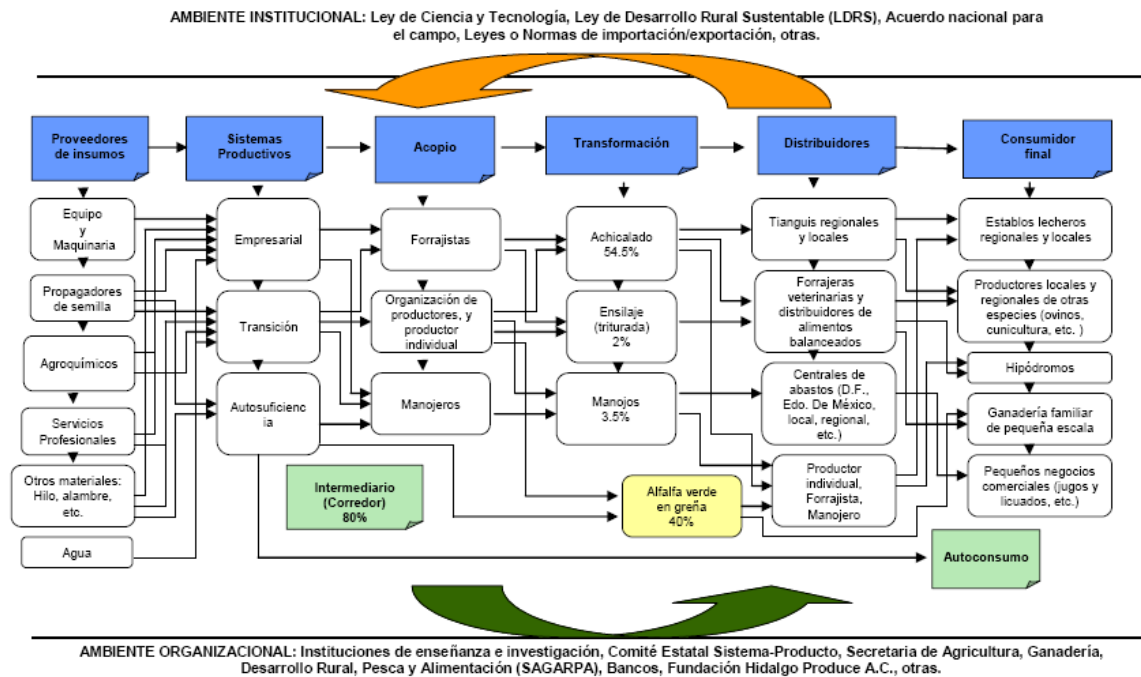 AMBIENTE INSTITUCIONAL: Ley de Ciencia y Tecnología, Ley de Desarrollo Rural Sustentable (LDRS), Acuerdo nacional para
el campo, Leyes o Normas de importación/exportación, otras.
Proveedores
de insumos
Sistemas
Productivos
Acopio
Transformación
Distribuidores
Consumidor
final
Equipo
y
Maquinaria
Propagadores
de semilla
Agroquímicos
Servicios
Profesionales
Otros materiales:
Hilo, alambre,
etc.
Agua
Empresarial
Transición
Autosuficienc
ia
Forrajistas
Organización de
productores, y
productor
individual
Manojeros
Intermediario
(Corredor)
80%
Achicalado
54.5%
Ensilaje
(triturada)
2%
Manojos
3.5%
Alfalfa verde
en greña
40%
Tianguis regionales
y locales
Forrajeras
veterinarias y
distribuidores de
alimentos
balanceados
Centrales de
abastos (D.F.,
Edo. De México,
local, regional,
etc.)
Productor
individual,
Forrajista,
Manojero
Establos lecheros
regionales y locales
Productores locales y
regionales de otras
especies (ovinos,
cunicultura, etc. )
Hipódromos
Ganadería familiar
de pequeña escala
Pequeños negocios
comerciales (jugos y
licuados, etc.)
Autoconsumo
AMBIENTE ORGANIZACIONAL: Instituciones de enseñanza e investigación, Comité Estatal Sistema-Producto, Secretaria de Agricultura, Ganadería,
Desarrollo Rural, Pesca y Alimentación (SAGARPA), Bancos, Fundación Hidalgo Produce A.C., otras.